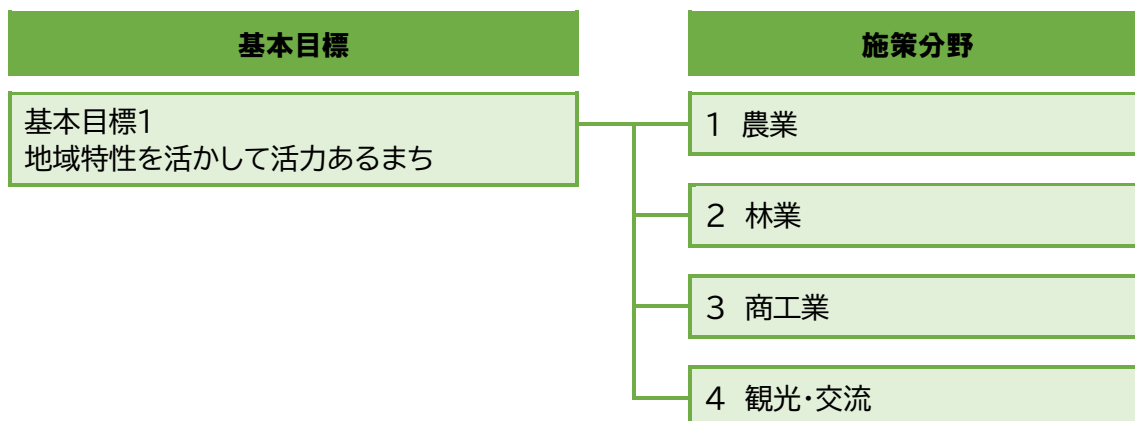 基本目標
施策分野
基本目標1
地域特性を活かして活力あるまち
1 農業
2 林業
3 商工業
4 観光・交流